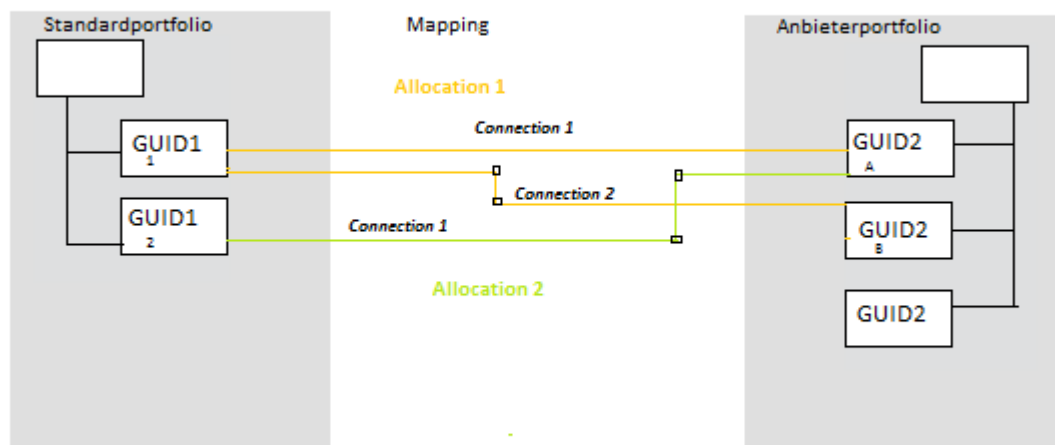 Standardportfolio
Mapping
Anbieterportfolio
Allocation 1
Connection 1
GUID1
1
GUID2
A
Connection 2
GUID1
2
Connection 1
GUID2
B
Allocation 2
GUID2